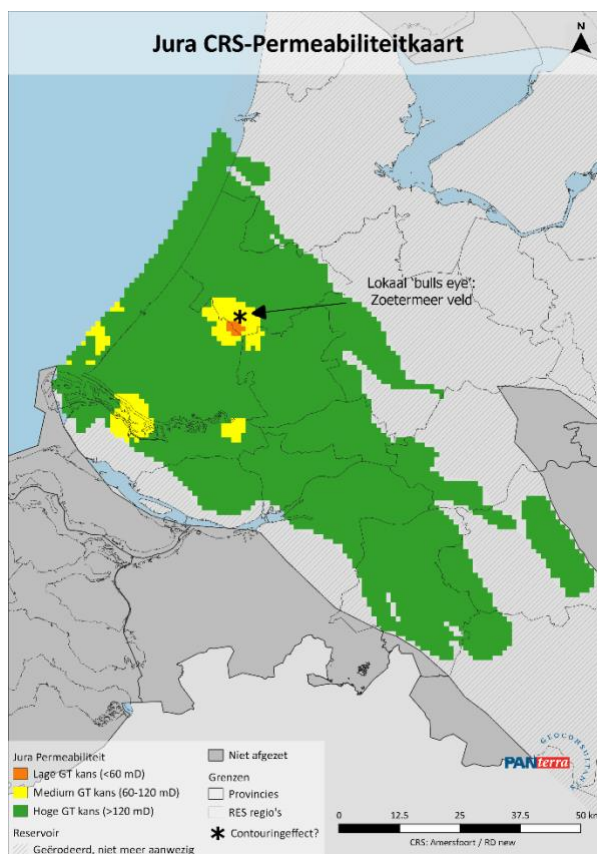 Jura CRS-Permeabiliteitkaart
N
Lokaal 'bulls eye':
Zoetermeer veld
Jura Permeabiliteit
Lage GT kans (<60 mD)
Medium GT kans (60-120 mD)
Hoge GT kans (>120 mD)
Reservoir
Geërodeerd, niet meer aanwezig
Niet afgezet
Grenzen
Provincies
RES regio's
Contouringeffect?
PANterra
GEOCONSULTANTS
0 12.5 25 37.5 50 km
CRS: Amersfoort / RD new